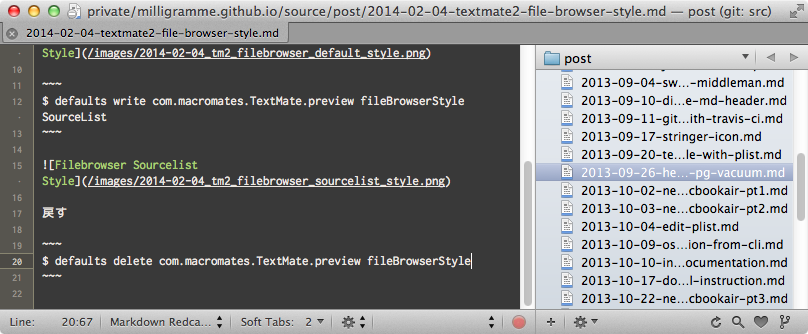 private/milligramme.github.io/source/post/2014-02-04-textmate2-file-browser-style.md — post (git: src)
2014-02-04-textmate2-file-browser-style.md
Style](/images/2014-02-04_tm2_filebrowser_default_style.png)
10
11 ~~~
12 $ defaults write com.macromates.TextMate.preview fileBrowserStyle
SourceList
13 ~~~
14
15 ![Filebrowser Sourcelist
Style](/images/2014-02-04_tm2_filebrowser_sourcelist_style.png)
16
17 戻す
18
19 ~~~
20 $ defaults delete com.macromates.TextMate.preview fileBrowserStyle
21 ~~~
22
Line: 20:67 Markdown Redca... Soft Tabs: 2
post
2013-09-04-sw...-middleman.md
2013-09-10-di...e-md-header.md
2013-09-11-git...ith-travis-ci.md
2013-09-17-stringer-icon.md
2013-09-20-te...le-with-plist.md
2013-09-26-he...-pg-vacuum.md
2013-10-02-ne...cbookair-pt1.md
2013-10-03-ne...cbookair-pt2.md
2013-10-04-edit-plist.md
2013-10-09-os...ion-from-cli.md
2013-10-10-in...ocumentation.md
2013-10-17-do...l-instruction.md
2013-10-22-ne...cbookair-pt3.md